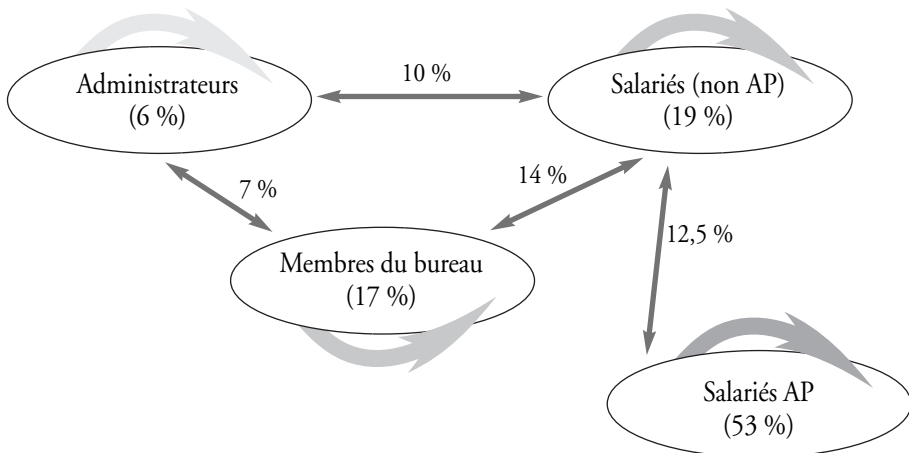 Administrateurs
(6 %)
10 %
Salariés (non AP)
(19 %)
7 %
14 %
12,5 %
Membres du bureau
(17 %)
Salariés AP
(53 %)